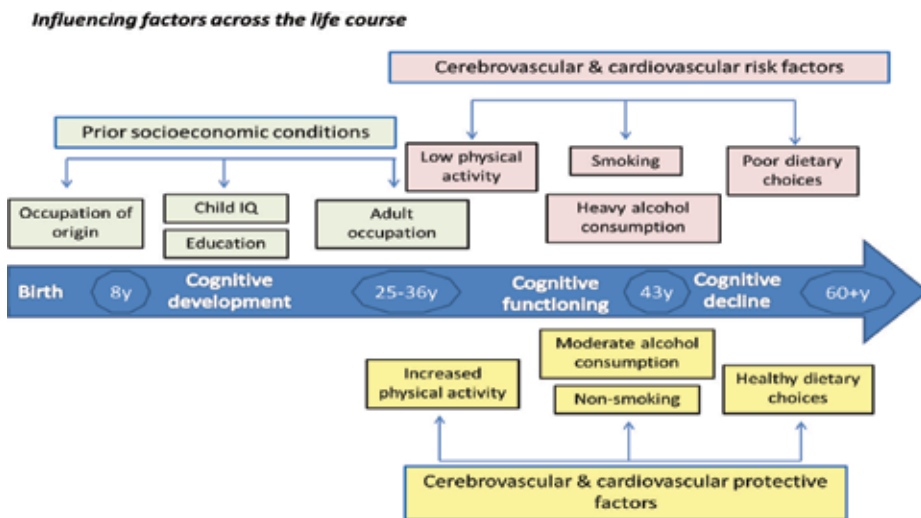 Influencing factors across the life course
Cerebrovascular & cardiovascular risk factors
Prior socioeconomic conditions
Low physical
activity
Smoking
Poor dietary
choices
Heavy alcohol
consumption
Occupation of
origin
Child IQ
Education
Adult
occupation
Birth
8y
Cognitive
development
25-36y
Cognitive
functioning
43y
Cognitive
decline
60+y
Increased
physical activity
Moderate alcohol
consumption
Non-smoking
Healthy dietary
choices
Cerebrovascular & cardiovascular protective
factors